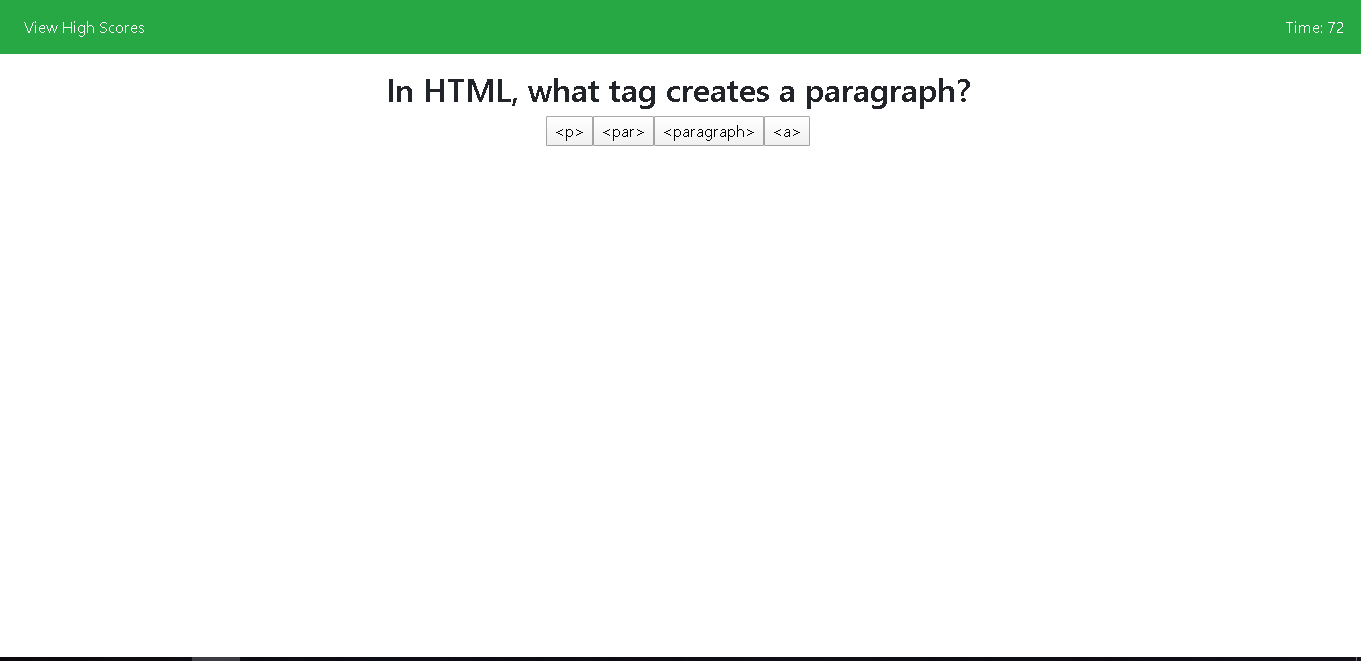 View High Scores
Time: 72
In HTML, what tag creates a paragraph?
<p> <par> <paragraph> <a>